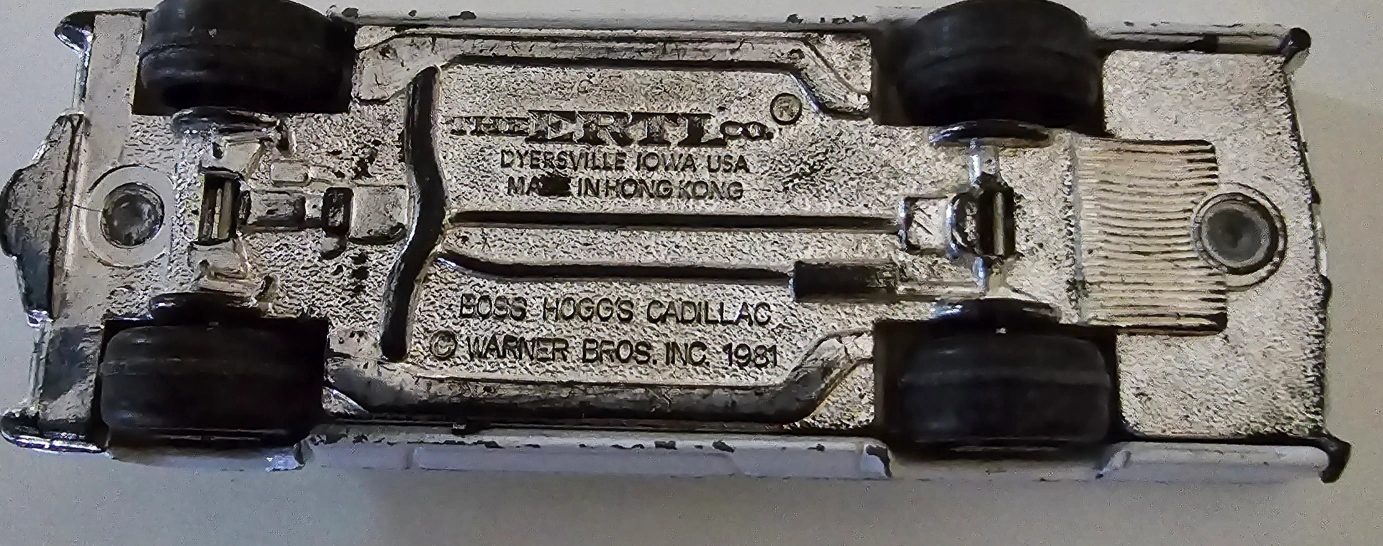 THE ERTL CO. ®
DYERSVILLE IOWA USA
MADE IN HONG KONG
BOSS HOGG'S CADILLAC
© WARNER BROS. INC. 1981